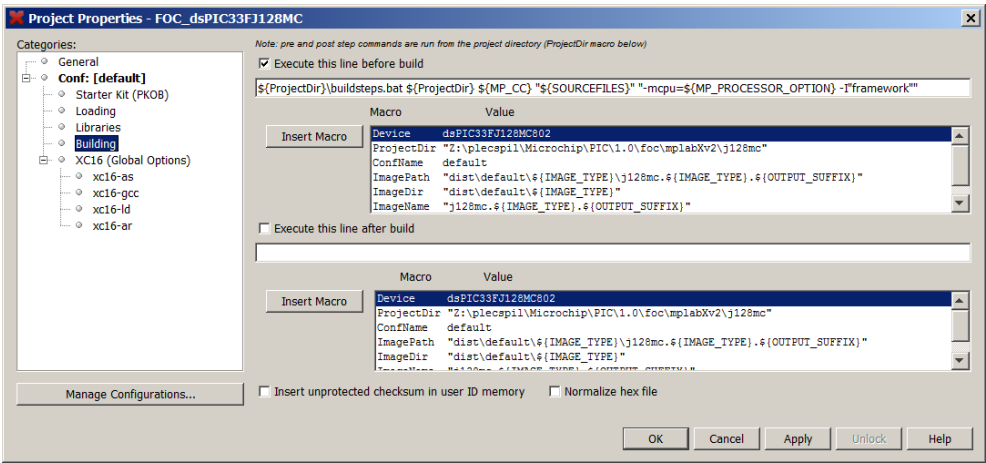 Project Properties - FOC_dsPIC33FJ128MC
Categories:
General
Conf: [default]
Starter Kit (PKOB)
Loading
Libraries
Building
XC16 (Global Options)
xc16-as
xc16-gcc
xc16-ld
xc16-ar
Manage Configurations...
Note: pre and post step commands are run from the project directory (ProjectDir macro below)
Execute this line before build
${ProjectDir}\buildsteps.bat ${ProjectDir} ${MP_CC} "${SOURCEFILES}" "-mcpu=${MP_PROCESSOR_OPTION} -I"framework""
Macro Value
Insert Macro
Device dsPIC33FJ128MC802
ProjectDir "Z:\plecspil\Microchip\PIC\1.0\foc\mplabXv2\j128mc"
ConfName default
ImagePath "dist\default\${IMAGE_TYPE}\j128mc.${IMAGE_TYPE}.${OUTPUT_SUFFIX}"
ImageDir "dist\default\${IMAGE_TYPE}"
ImageName "j128mc.${IMAGE_TYPE}.${OUTPUT_SUFFIX}"
Execute this line after build
Macro Value
Insert Macro
Device dsPIC33FJ128MC802
ProjectDir "Z:\plecspil\Microchip\PIC\1.0\foc\mplabXv2\j128mc"
ConfName default
ImagePath "dist\default\${IMAGE_TYPE}\j128mc.${IMAGE_TYPE}.${OUTPUT_SUFFIX}"
ImageDir "dist\default\${IMAGE_TYPE}"
ImageName "j128mc.${IMAGE_TYPE}.${OUTPUT_SUFFIX}"
Insert unprotected checksum in user ID memory
Normalize hex file
OK
Cancel
Apply
Unlock
Help